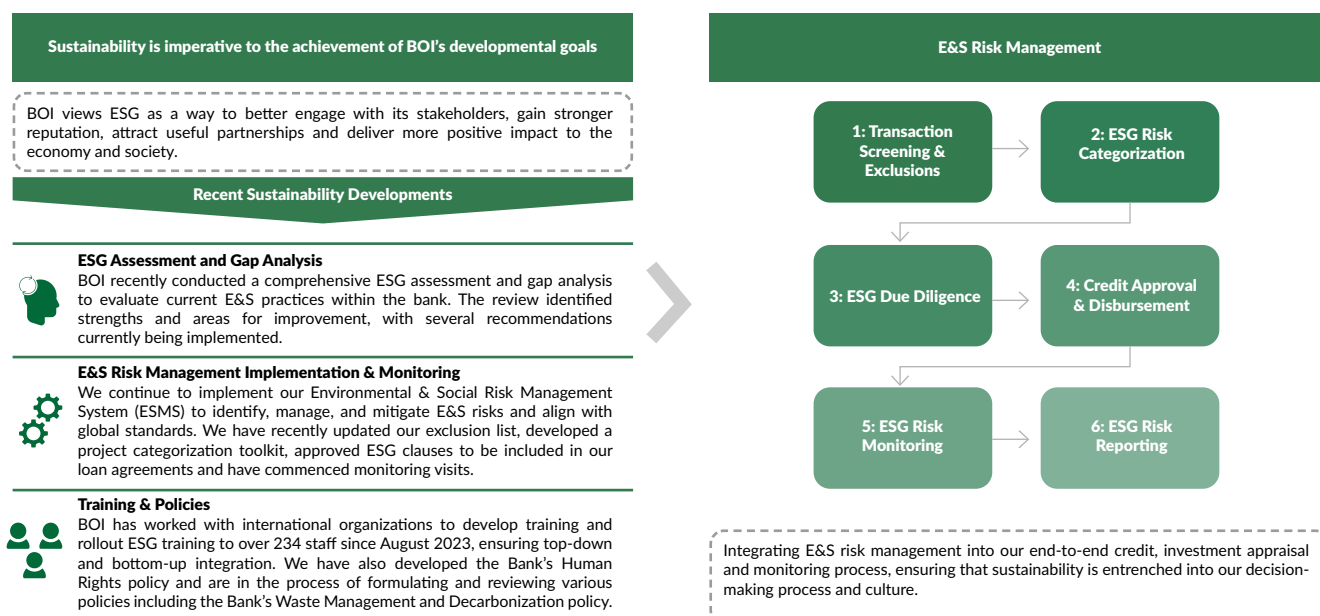 Sustainability is imperative to the achievement of BOI's developmental goals
BOI views ESG as a way to better engage with its stakeholders, gain stronger
reputation, attract useful partnerships and deliver more positive impact to the
economy and society.
Recent Sustainability Developments
ESG Assessment and Gap Analysis
BOI recently conducted a comprehensive ESG assessment and gap analysis
to evaluate current E&S practices within the bank. The review identified
strengths and areas for improvement, with several recommendations
currently being implemented.
E&S Risk Management Implementation & Monitoring
We continue to implement our Environmental & Social Risk Management
System (ESMS) to identify, manage, and mitigate E&S risks and align with
global standards. We have recently updated our exclusion list, developed a
project categorization toolkit, approved ESG clauses to be included in our
loan agreements and have commenced monitoring visits.
Training & Policies
BOI has worked with international organizations to develop training and
rollout ESG training to over 234 staff since August 2023, ensuring top-down
and bottom-up integration. We have also developed the Bank's Human
Rights policy and are in the process of formulating and reviewing various
policies including the Bank's Waste Management and Decarbonization policy.
E&S Risk Management
1: Transaction
Screening &
Exclusions
2: ESG Risk
Categorization
3: ESG Due Diligence
4: Credit Approval
& Disbursement
5: ESG Risk
Monitoring
6: ESG Risk
Reporting
Integrating E&S risk management into our end-to-end credit, investment appraisal
and monitoring process, ensuring that sustainability is entrenched into our decision-
making process and culture.